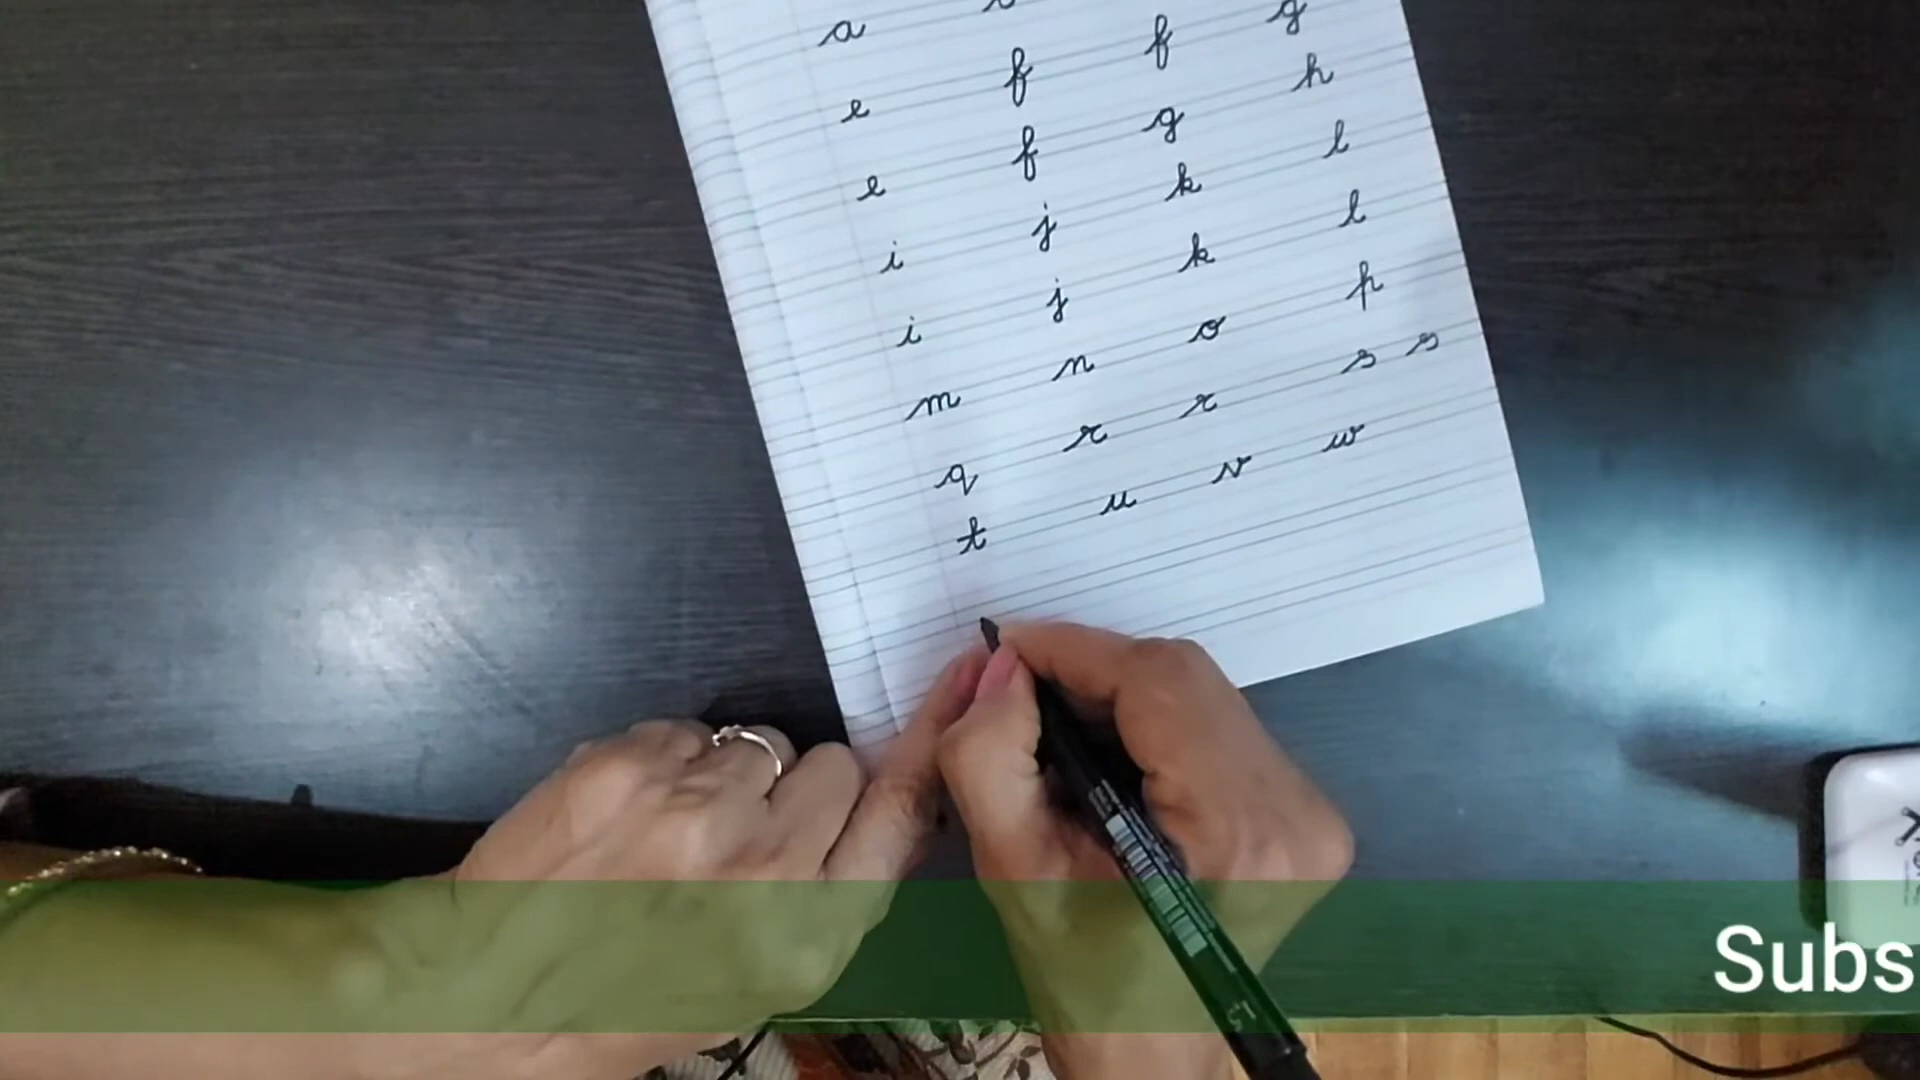 a
e f f g
e f g h
i j k l
i j k l
m n o p
q r r s s
t u v w
Subs